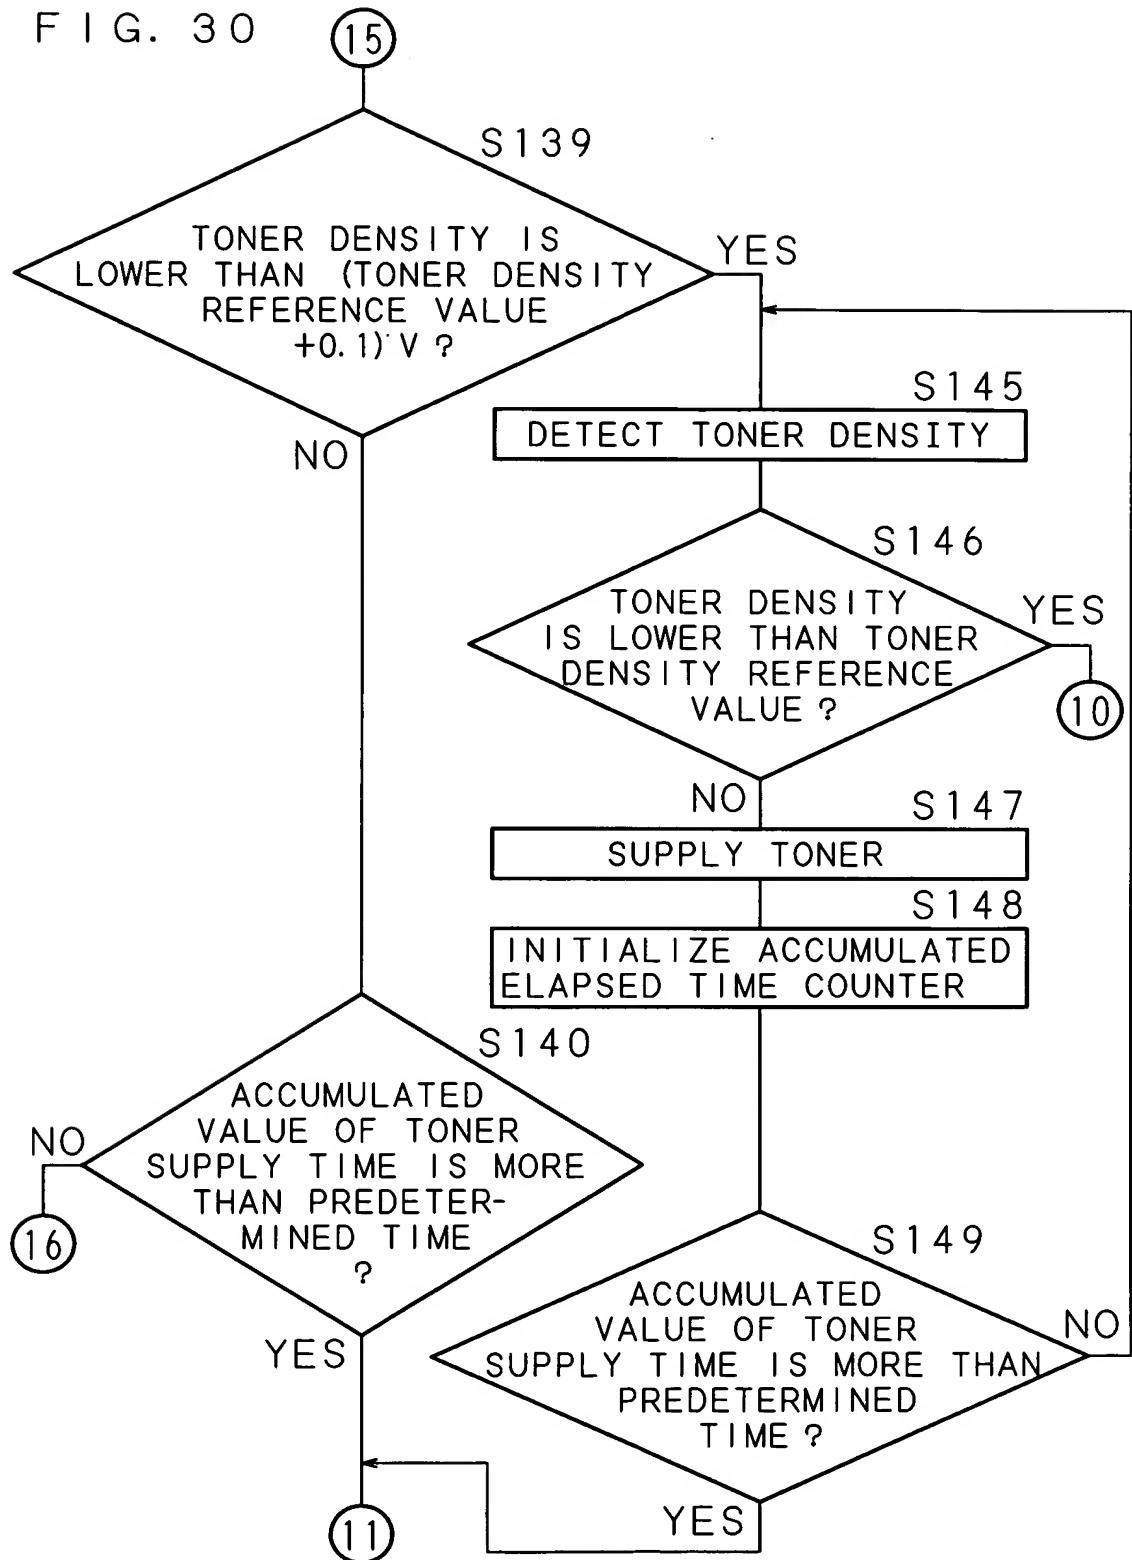 FIG. 30
15
S139
TONER DENSITY IS
LOWER THAN (TONER DENSITY
REFERENCE VALUE
+0.1) V ?
YES
NO
S145
DETECT TONER DENSITY
S146
TONER DENSITY
IS LOWER THAN TONER
DENSITY REFERENCE
VALUE ?
YES
10
NO
S147
SUPPLY TONER
S148
INITIALIZE ACCUMULATED
ELAPSED TIME COUNTER
S140
ACCUMULATED
VALUE OF TONER
SUPPLY TIME IS MORE
THAN PREDETER-
MINED TIME
?
NO
16
YES
S149
ACCUMULATED
VALUE OF TONER
SUPPLY TIME IS MORE THAN
PREDETERMINED
TIME ?
NO
YES
11